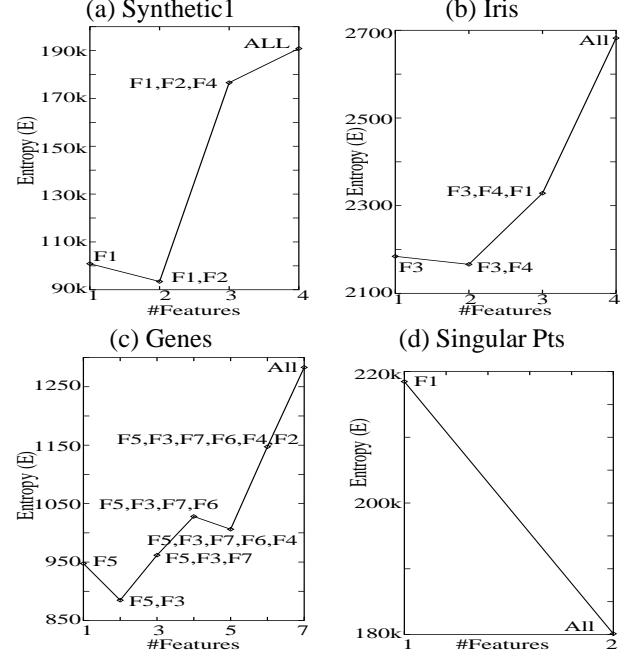 (a) Synthetic1
Entropy (E)
190k
170k
150k
130k
110k
90k
ALL
F1,F2,F4
F1
F1,F2
1 2 3 4
#Features
(b) Iris
Entropy (E)
2700
2500
2300
2100
All
F3,F4,F1
F3
F3,F4
1 2 3 4
#Features
(c) Genes
Entropy (E)
1250
1150
1050
950
850
All
F5,F3,F7,F6,F4,F2
F5,F3,F7,F6
F5,F3,F7,F6,F4
F5
F5,F3,F7
F5,F3
1 3 5 7
#Features
(d) Singular Pts
Entropy (E)
220k
200k
180k
F1
All
1 2
#Features